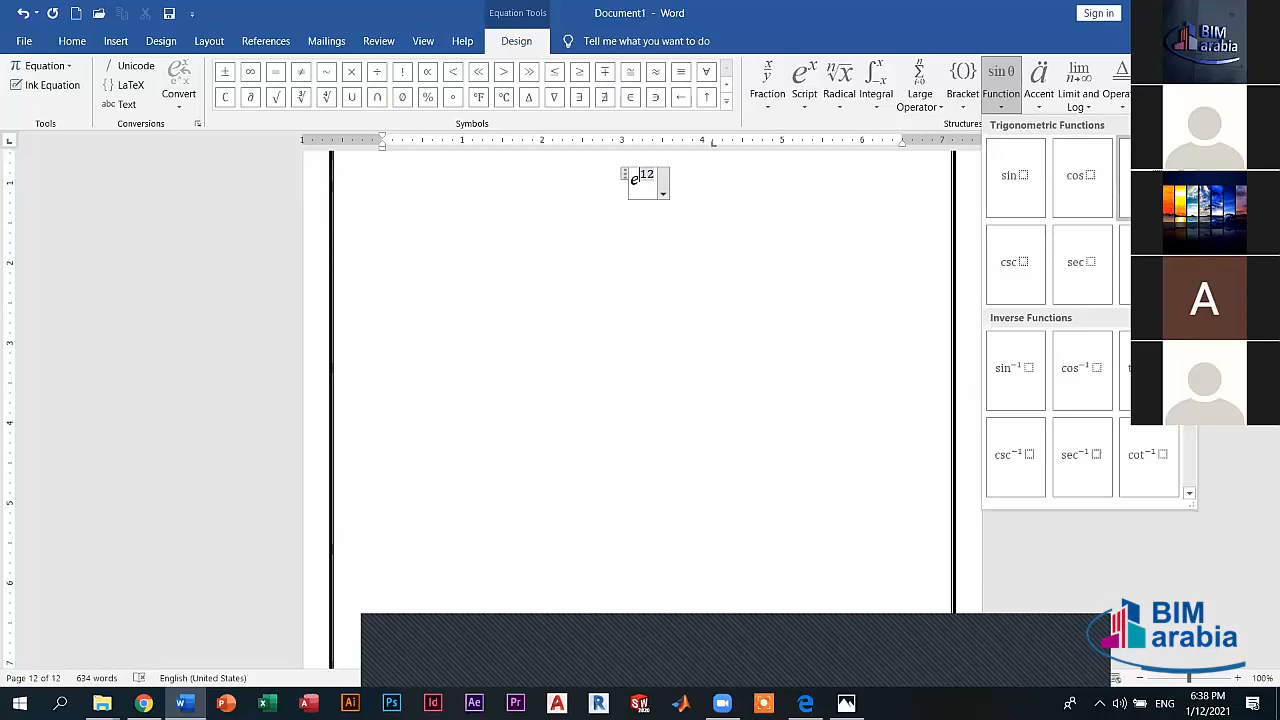 Equation Tools
Document1 - Word
Sign in
File Home Insert Design Layout References Mailings Review View Help Design Tell me what you want to do
Equation
Ink Equation
Tools
Unicode
{ } LaTeX
abc Text
Convert
Conversions
± ∞ = ≠ ~ × ÷ ! ∝ < ≪ > ≫ ≤ ≥ ∓ ≅ ≈ ≡ ∀
∁ ∂ √ ∛ ∜ ∪ ∩ ∅ % ° °F °C ∆ ∇ ∃ ∄ ∈ ∋ ← ↑
Symbols
Fraction
Script
Radical
Integral
Large Operator
Bracket
sin θ
Function
Accent
lim n→∞
Limit and Log
Structures
BIM arabia
e^12
Trigonometric Functions
sin cos
csc sec
Inverse Functions
sin⁻¹ cos⁻¹
csc⁻¹ sec⁻¹ cot⁻¹
A
BIM arabia
Page 12 of 12 634 words English (United States)
100%
ENG
6:38 PM
1/12/2021